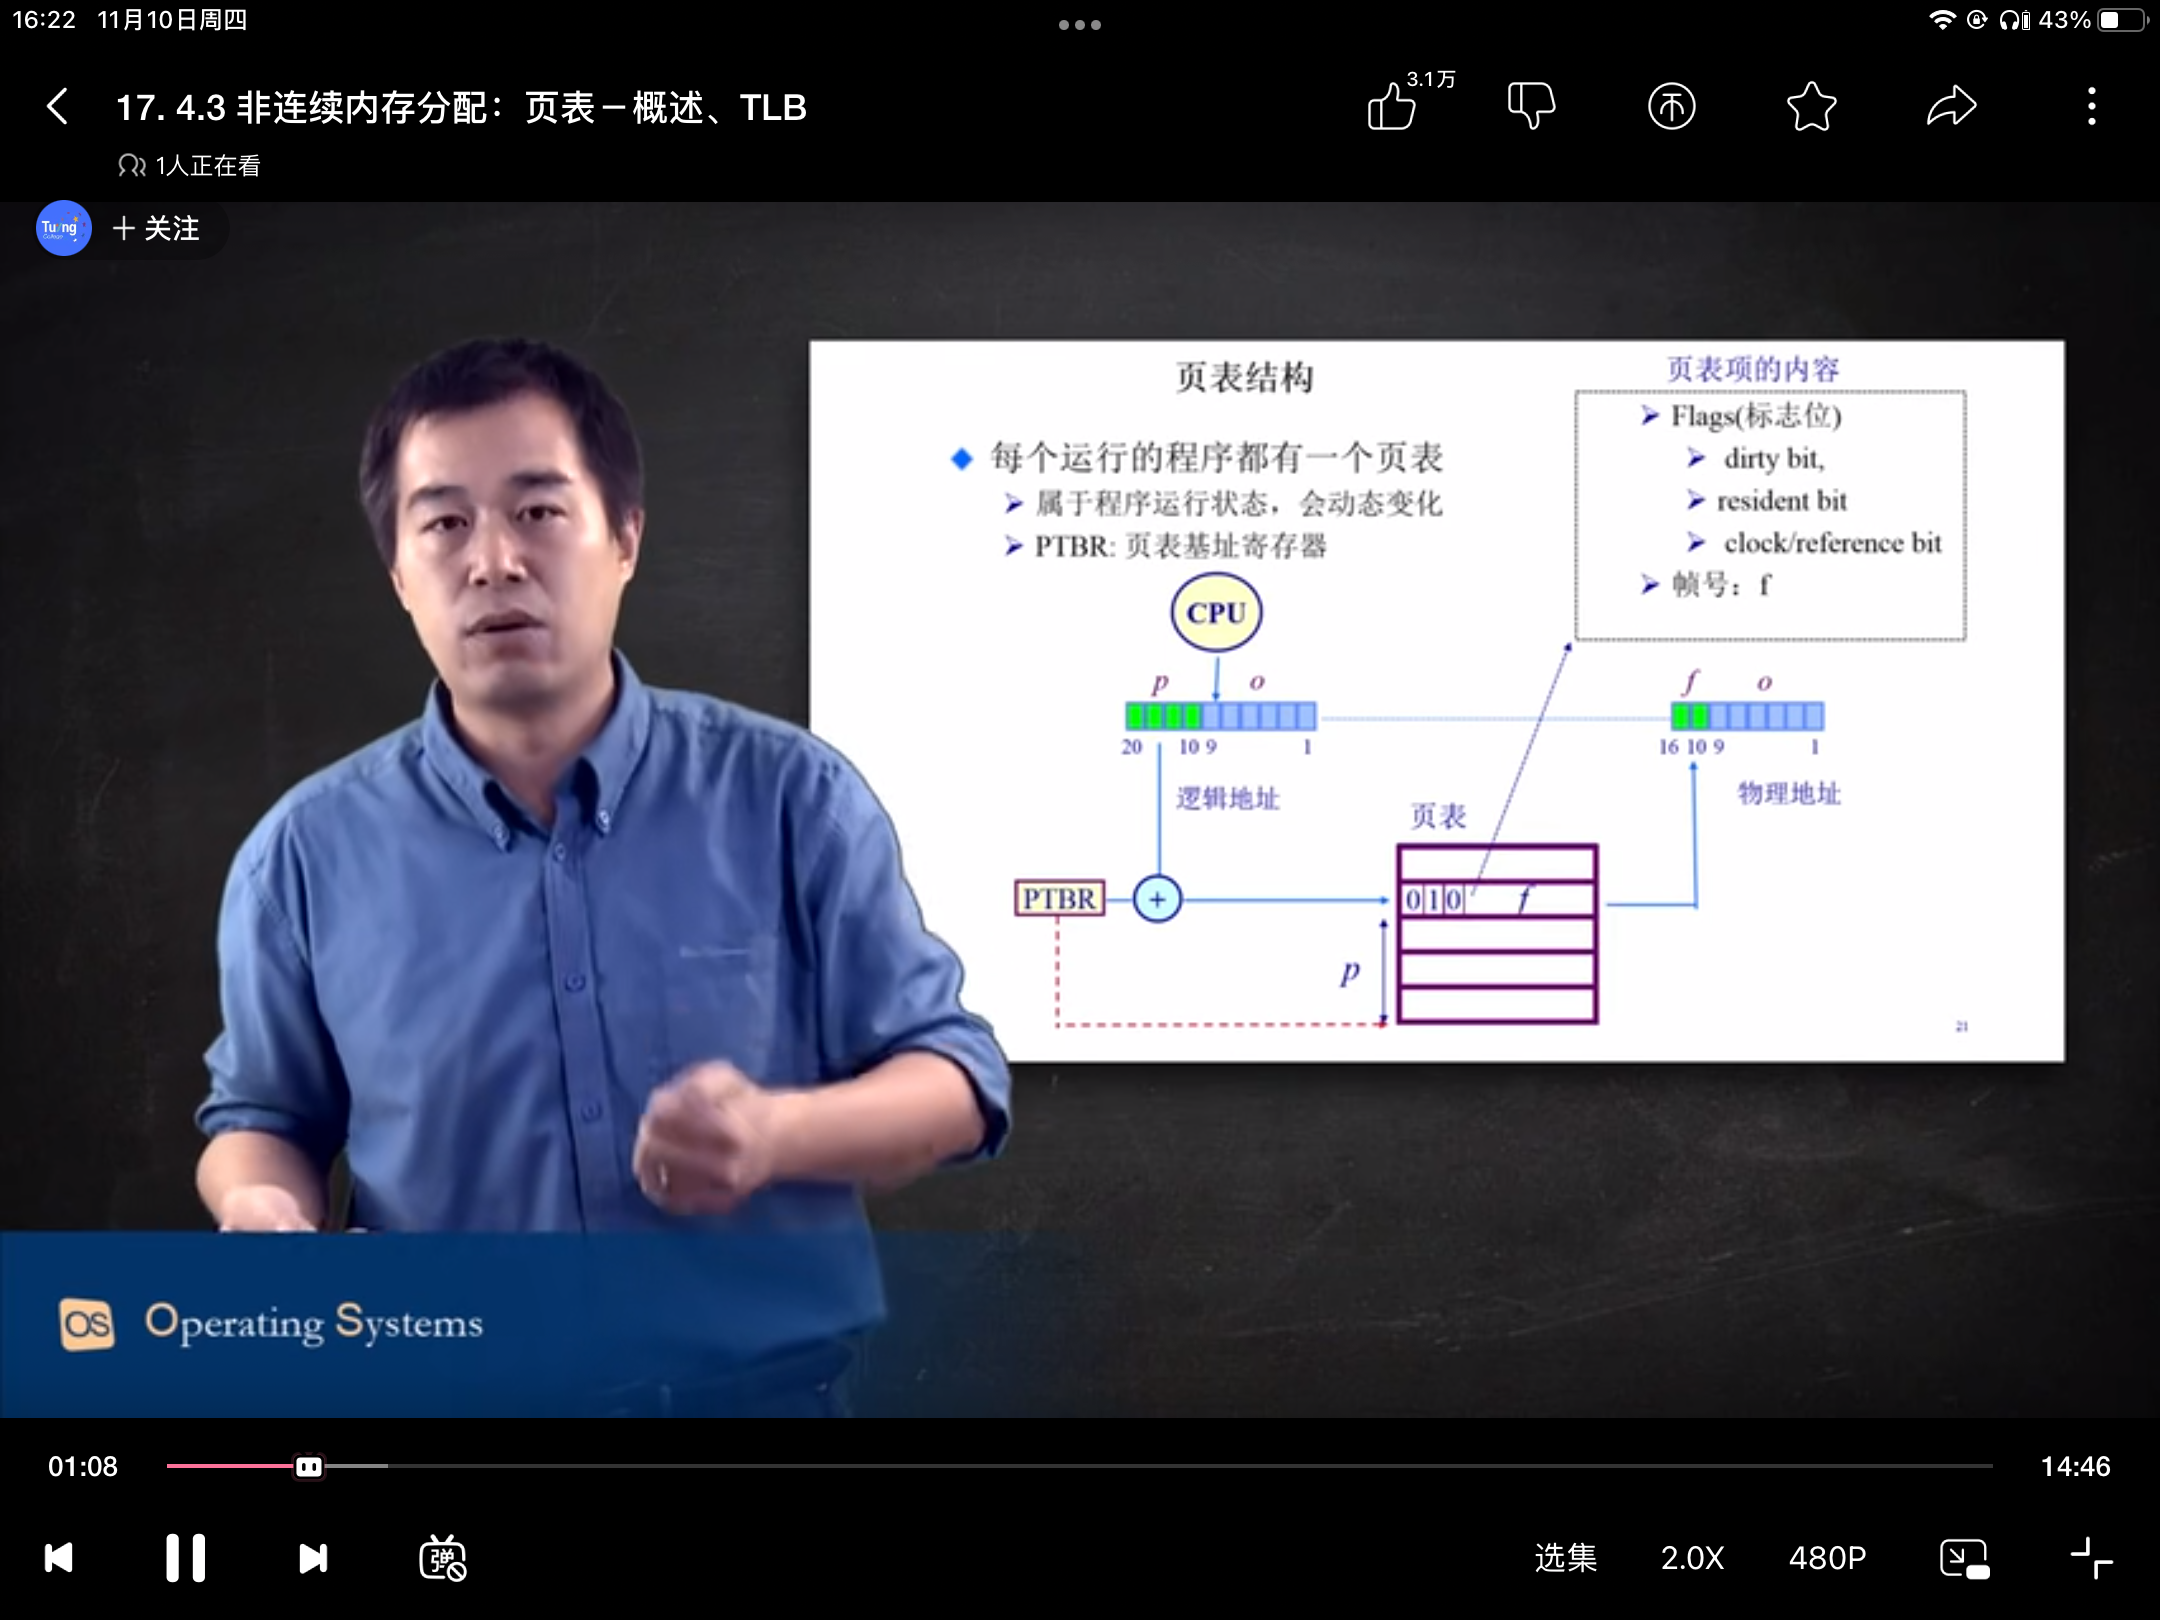 16:22 11月10日周四
43%
17. 4.3 非连续内存分配：页表－概述、TLB
3.1万
1人正在看
Tu/ng
＋ 关注
页表结构
页表项的内容
Flags(标志位)
dirty bit,
resident bit
clock/reference bit
帧号：f
每个运行的程序都有一个页表
属于程序运行状态，会动态变化
PTBR: 页表基址寄存器
CPU
p o
f o
20 10 9 1
16 10 9 1
逻辑地址
物理地址
页表
PTBR
+
0 1 0 f
p
21
OS Operating Systems
01:08
14:46
弹
选集
2.0X
480P